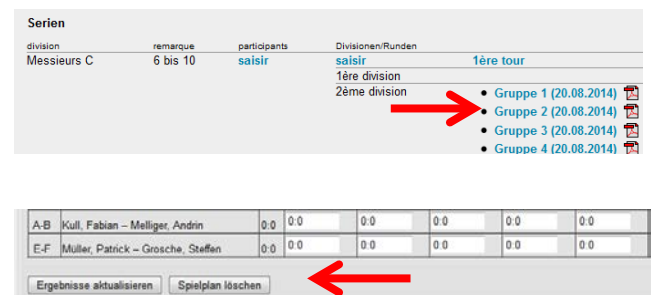 Serien
division remarque participants Divisionen/Runden
Messieurs C 6 bis 10 saisir saisir 1ère tour
1ère division
2ème division • Gruppe 1 (20.08.2014)
• Gruppe 2 (20.08.2014)
• Gruppe 3 (20.08.2014)
• Gruppe 4 (20.08.2014)
A-B Kull, Fabian – Melliger, Andrin 0:0 0:0 0:0 0:0 0:0 0:0
E-F Müller, Patrick – Grosche, Steffen 0:0 0:0 0:0 0:0 0:0 0:0
Ergebnisse aktualisieren Spielplan löschen